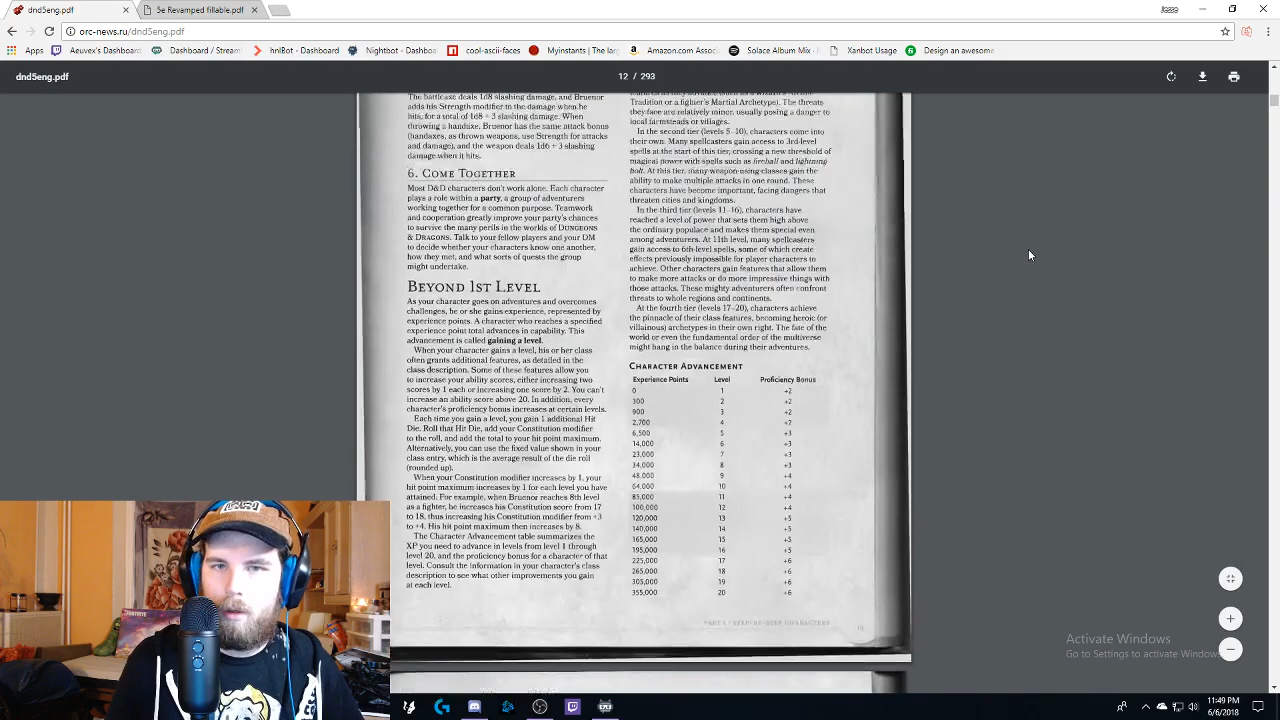 dnd5eng.pdf
5e Revamped fillable.pdf
orc-news.ru/dnd5eng.pdf
Apps
Aeuvex's Dashboard
Dashboard / Stream
hniBot - Dashboard
Nightbot - Dashboard
cool-ascii-faces
Myinstants | The larg
Amazon.com Associ
Solace Album Mix -
Xanbot Usage
Design an awesome
dnd5eng.pdf
12 / 293
The battleaxe deals 1d8 slashing damage, and Bruenor
adds his Strength modifier to the damage when he
hits, for a total of 1d8 + 3 slashing damage. When
throwing a handaxe, Bruenor has the same attack bonus
(handaxes, as thrown weapons, use Strength for attacks
and damage), and the weapon deals 1d6 + 3 slashing
damage when it hits.
6. COME TOGETHER
Most D&D characters don't work alone. Each character
plays a role within a party, a group of adventurers
working together for a common purpose. Teamwork
and cooperation greatly improve your party's chances
to survive the many perils in the worlds of DUNGEONS
& DRAGONS. Talk to your fellow players and your DM
to decide whether your characters know one another,
how they met, and what sorts of quests the group
might undertake.
BEYOND 1ST LEVEL
As your character goes on adventures and overcomes
challenges, he or she gains experience, represented by
experience points. A character who reaches a specified
experience point total advances in capability. This
advancement is called gaining a level.
When your character gains a level, his or her class
often grants additional features, as detailed in the
class description. Some of these features allow you
to increase your ability scores, either increasing two
scores by 1 each or increasing one score by 2. You can't
increase an ability score above 20. In addition, every
character's proficiency bonus increases at certain levels.
Each time you gain a level, you gain 1 additional Hit
Die. Roll that Hit Die, add your Constitution modifier
to the roll, and add the total to your hit point maximum.
Alternatively, you can use the fixed value shown in your
class entry, which is the average result of the die roll
(rounded up).
When your Constitution modifier increases by 1, your
hit point maximum increases by 1 for each level you have
attained. For example, when Bruenor reaches 8th level
as a fighter, he increases his Constitution score from 17
to 18, thus increasing his Constitution modifier from +3
to +4. His hit point maximum then increases by 8.
The Character Advancement table summarizes the
XP you need to advance in levels from level 1 through
level 20, and the proficiency bonus for a character of that
level. Consult the information in your character's class
description to see what other improvements you gain
at each level.
Tradition or a fighter's Martial Archetype). The threats
they face are relatively minor, usually posing a danger to
local farmsteads or villages.
In the second tier (levels 5–10), characters come into
their own. Many spellcasters gain access to 3rd-level
spells at the start of this tier, crossing a new threshold of
magical power with spells such as fireball and lightning
bolt. At this tier, many weapon-using classes gain the
ability to make multiple attacks in one round. These
characters have become important, facing dangers that
threaten cities and kingdoms.
In the third tier (levels 11–16), characters have
reached a level of power that sets them high above
the ordinary populace and makes them special even
among adventurers. At 11th level, many spellcasters
gain access to 6th-level spells, some of which create
effects previously impossible for player characters to
achieve. Other characters gain features that allow them
to make more attacks or do more impressive things with
those attacks. These mighty adventurers often confront
threats to whole regions and continents.
At the fourth tier (levels 17–20), characters achieve
the pinnacle of their class features, becoming heroic (or
villainous) archetypes in their own right. The fate of the
world or even the fundamental order of the multiverse
might hang in the balance during their adventures.
CHARACTER ADVANCEMENT
Experience Points Level Proficiency Bonus
0 1 +2
300 2 +2
900 3 +2
2,700 4 +2
6,500 5 +3
14,000 6 +3
23,000 7 +3
34,000 8 +3
48,000 9 +4
64,000 10 +4
85,000 11 +4
100,000 12 +4
120,000 13 +5
140,000 14 +5
165,000 15 +5
195,000 16 +5
225,000 17 +6
265,000 18 +6
305,000 19 +6
355,000 20 +6
PART 1 | STEP-BY-STEP CHARACTERS
Activate Windows
Go to Settings to activate Window
FORTNITE
11:49 PM
6/6/2018